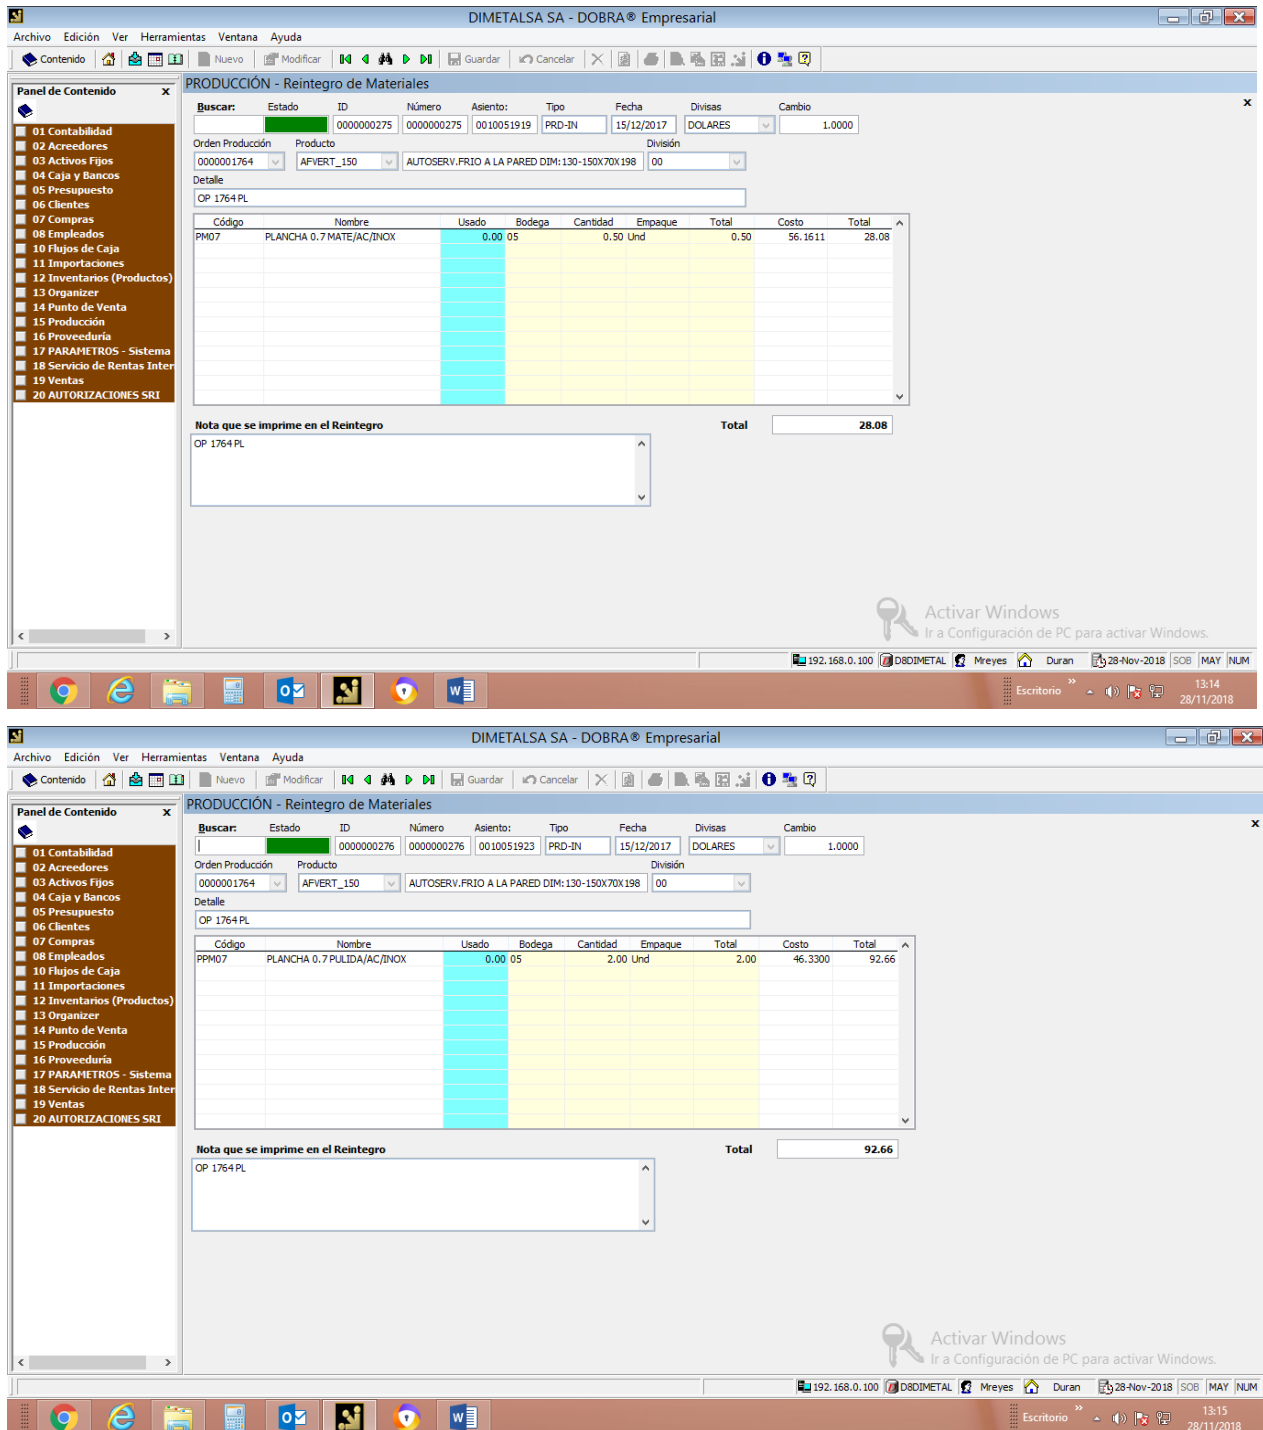 DIMETALSA SA - DOBRA® Empresarial
Archivo Edición Ver Herramientas Ventana Ayuda
Contenido Nuevo Modificar Guardar Cancelar
Panel de Contenido x
PRODUCCIÓN - Reintegro de Materiales
x
01 Contabilidad
02 Acreedores
03 Activos Fijos
04 Caja y Bancos
05 Presupuesto
06 Clientes
07 Compras
08 Empleados
10 Flujos de Caja
11 Importaciones
12 Inventarios (Productos)
13 Organizer
14 Punto de Venta
15 Producción
16 Proveeduría
17 PARAMETROS - Sistema
18 Servicio de Rentas Inter
19 Ventas
20 AUTORIZACIONES SRI
Buscar: Estado ID Número Asiento: Tipo Fecha Divisas Cambio
0000000275 0000000275 0010051919 PRD-IN 15/12/2017 DOLARES 1.0000
Orden Producción Producto División
0000001764 AFVERT_150 AUTOSERV.FRIO A LA PARED DIM:130-150X70X198 00
Detalle
OP 1764 PL
Código Nombre Usado Bodega Cantidad Empaque Total Costo Total
PM07 PLANCHA 0.7 MATE/AC/INOX 0.00 05 0.50 Und 0.50 56.1611 28.08
Nota que se imprime en el Reintegro Total 28.08
OP 1764 PL
Activar Windows
Ir a Configuración de PC para activar Windows.
192.168.0.100 D8DIMETAL Mreyes Duran 28-Nov-2018 SOB MAY NUM
Escritorio 13:14
28/11/2018
DIMETALSA SA - DOBRA® Empresarial
Archivo Edición Ver Herramientas Ventana Ayuda
Contenido Nuevo Modificar Guardar Cancelar
Panel de Contenido x
PRODUCCIÓN - Reintegro de Materiales
x
01 Contabilidad
02 Acreedores
03 Activos Fijos
04 Caja y Bancos
05 Presupuesto
06 Clientes
07 Compras
08 Empleados
10 Flujos de Caja
11 Importaciones
12 Inventarios (Productos)
13 Organizer
14 Punto de Venta
15 Producción
16 Proveeduría
17 PARAMETROS - Sistema
18 Servicio de Rentas Inter
19 Ventas
20 AUTORIZACIONES SRI
Buscar: Estado ID Número Asiento: Tipo Fecha Divisas Cambio
0000000276 0000000276 0010051923 PRD-IN 15/12/2017 DOLARES 1.0000
Orden Producción Producto División
0000001764 AFVERT_150 AUTOSERV.FRIO A LA PARED DIM:130-150X70X198 00
Detalle
OP 1764 PL
Código Nombre Usado Bodega Cantidad Empaque Total Costo Total
PPM07 PLANCHA 0.7 PULIDA/AC/INOX 0.00 05 2.00 Und 2.00 46.3300 92.66
Nota que se imprime en el Reintegro Total 92.66
OP 1764 PL
Activar Windows
Ir a Configuración de PC para activar Windows.
192.168.0.100 D8DIMETAL Mreyes Duran 28-Nov-2018 SOB MAY NUM
Escritorio 13:15
28/11/2018